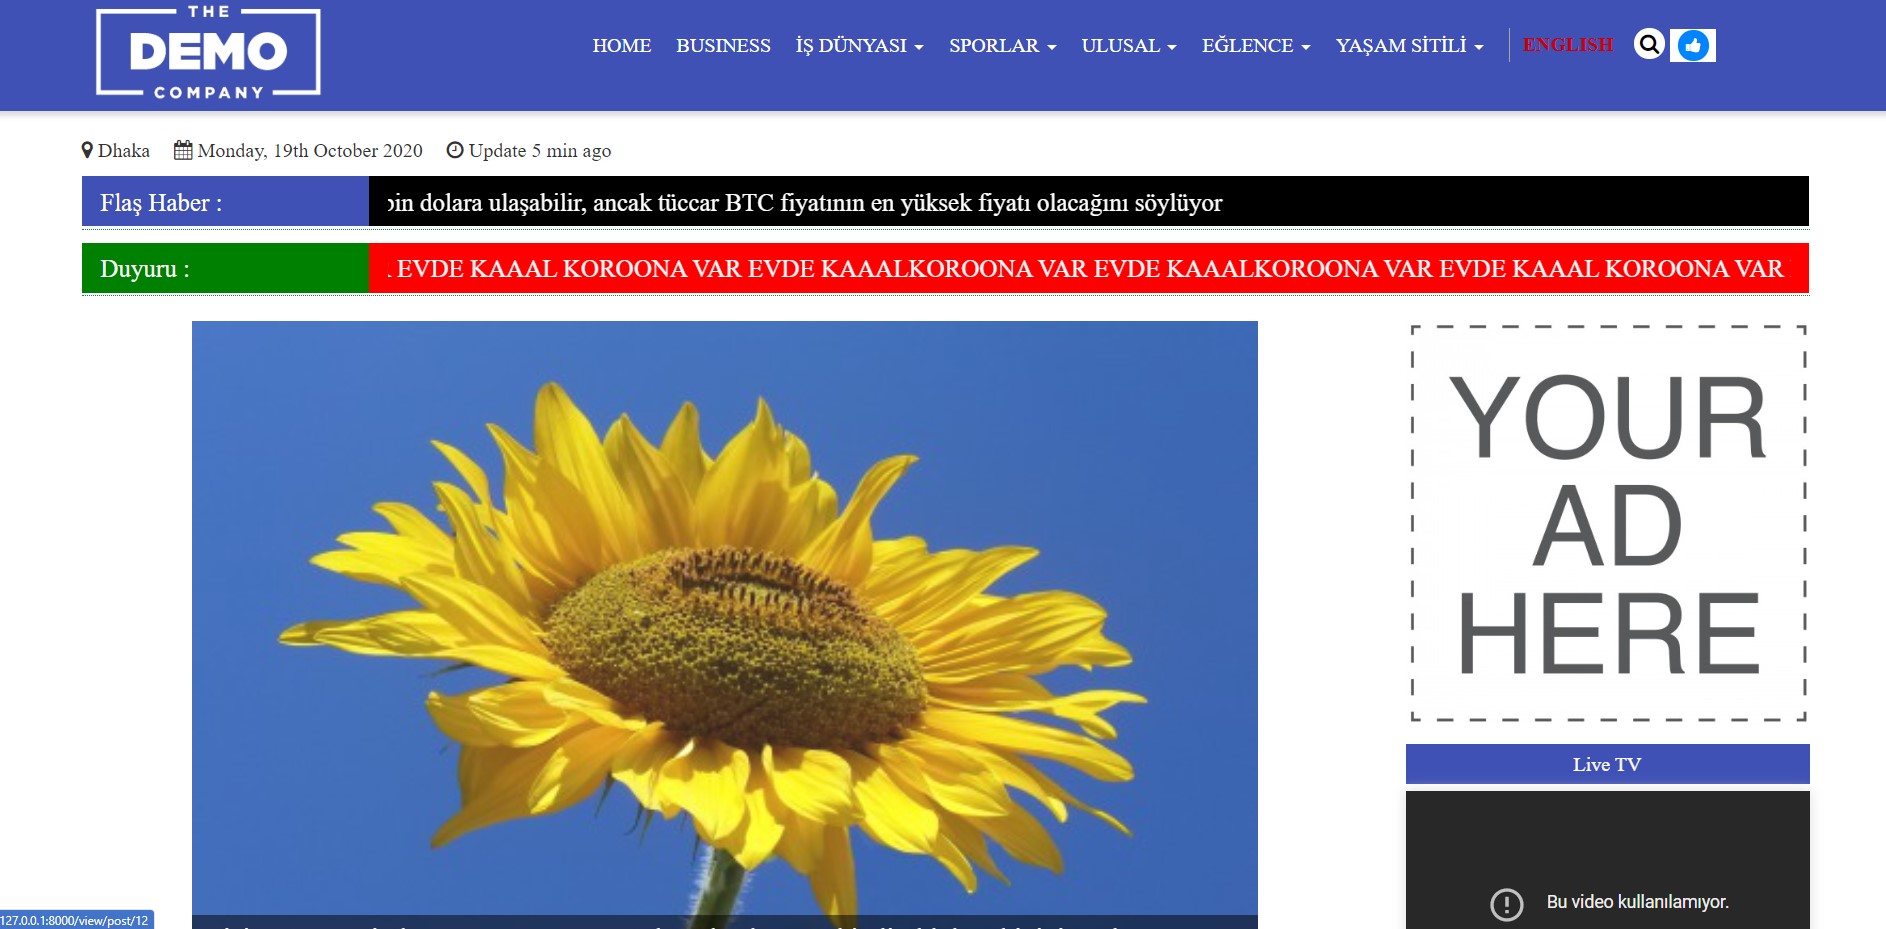 THE
DEMO
COMPANY
HOME BUSINESS İŞ DÜNYASI SPORLAR ULUSAL EĞLENCE YAŞAM SİTİLİ ENGLISH
Dhaka Monday, 19th October 2020 Update 5 min ago
Flaş Haber : bin dolara ulaşabilir, ancak tüccar BTC fiyatının en yüksek fiyatı olacağını söylüyor
Duyuru : EVDE KAAAL KOROONA VAR EVDE KAAALKOROONA VAR EVDE KAAALKOROONA VAR EVDE KAAAL KOROONA VAR
YOUR
AD
HERE
Live TV
Bu video kullanılamıyor.
127.0.0.1:8000/view/post/12